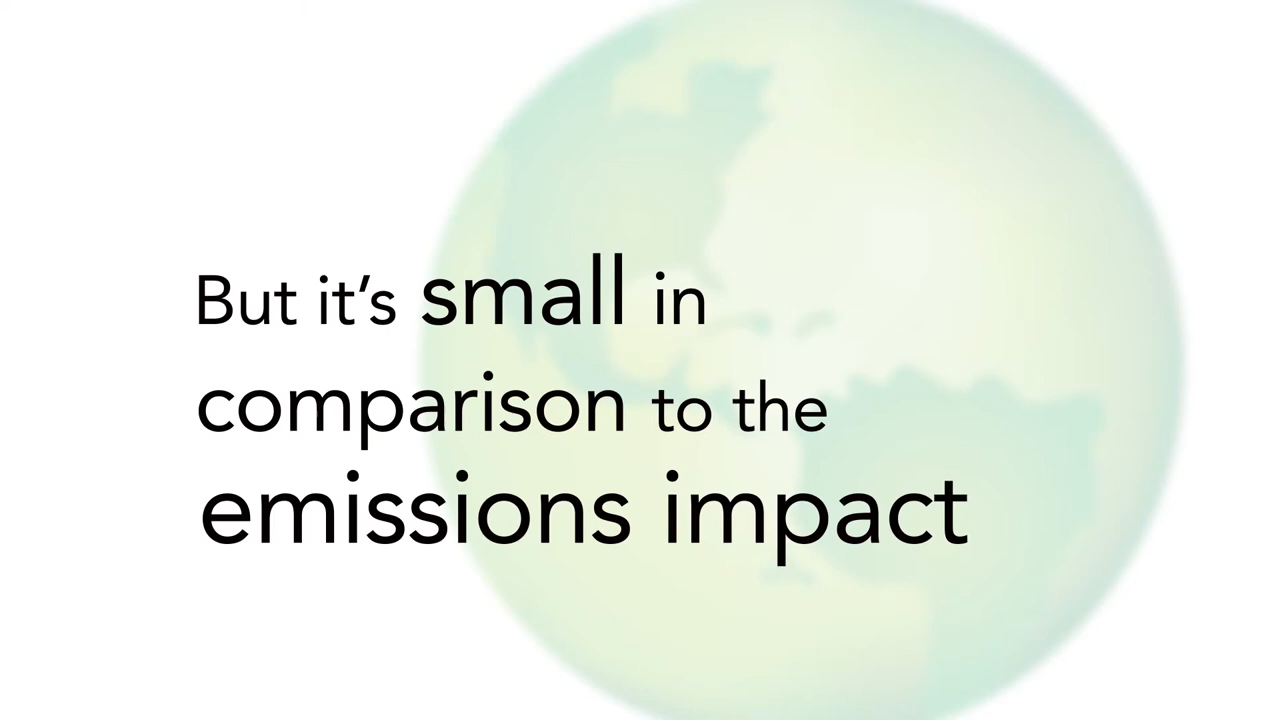 But it’s small in
comparison to the
emissions impact